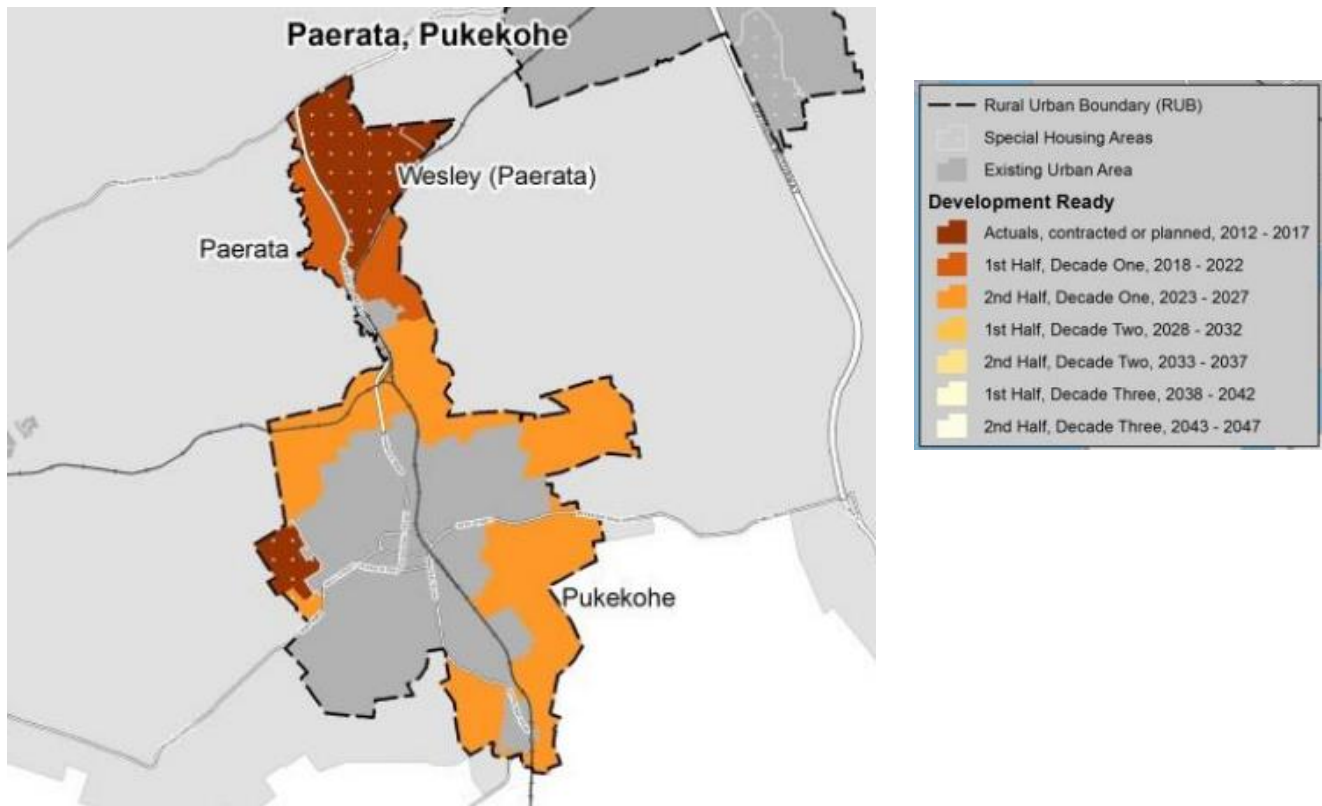 Paerata, Pukekohe
Wesley (Paerata)
Paerata
Pukekohe
Rural Urban Boundary (RUB)
Special Housing Areas
Existing Urban Area
Development Ready
Actuals, contracted or planned, 2012 - 2017
1st Half, Decade One, 2018 - 2022
2nd Half, Decade One, 2023 - 2027
1st Half, Decade Two, 2028 - 2032
2nd Half, Decade Two, 2033 - 2037
1st Half, Decade Three, 2038 - 2042
2nd Half, Decade Three, 2043 - 2047